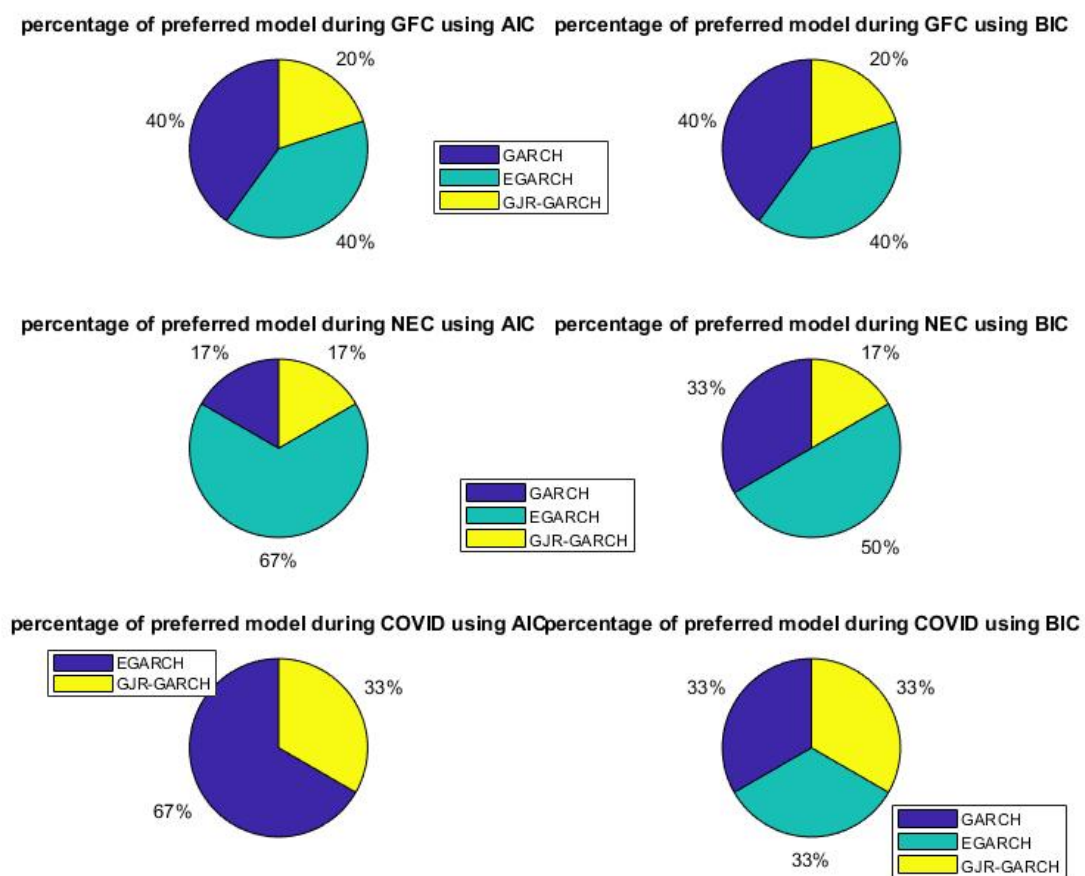 percentage of preferred model during GFC using AIC
percentage of preferred model during GFC using BIC
20%
40%
40%
GARCH
EGARCH
GJR-GARCH
20%
40%
40%
percentage of preferred model during NEC using AIC
percentage of preferred model during NEC using BIC
17%
17%
67%
GARCH
EGARCH
GJR-GARCH
17%
33%
50%
percentage of preferred model during COVID using AIC
percentage of preferred model during COVID using BIC
EGARCH
GJR-GARCH
33%
67%
33%
33%
33%
GARCH
EGARCH
GJR-GARCH